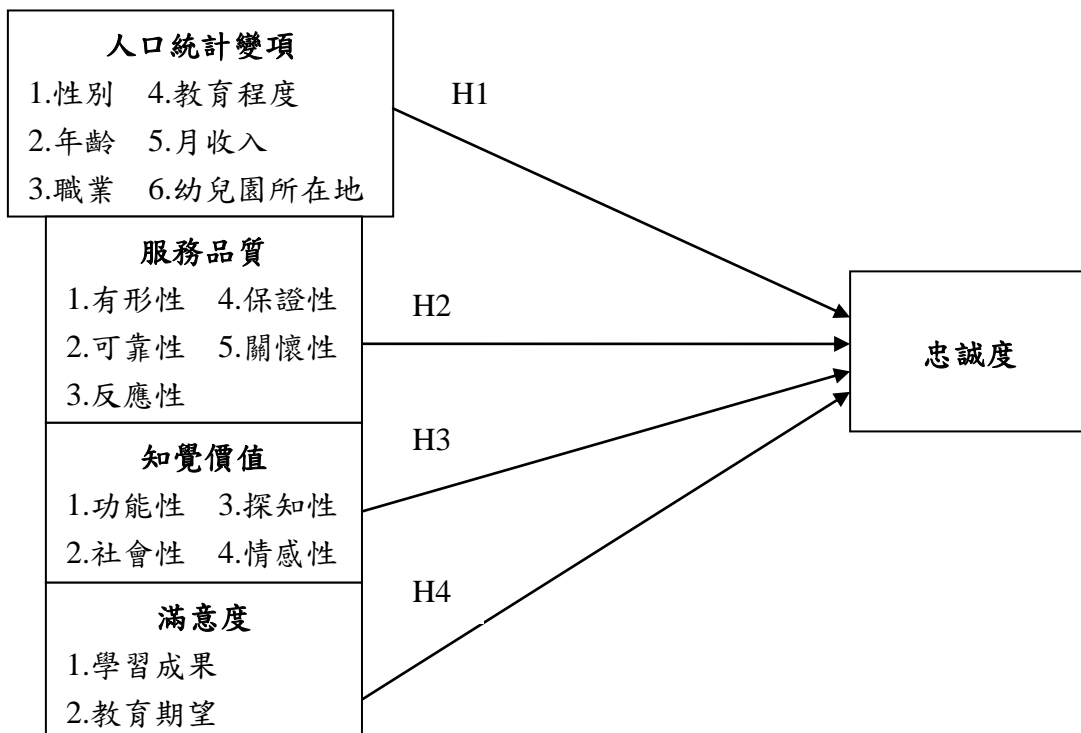 人口統計變項
1.性別 4.教育程度
2.年齡 5.月收入
3.職業 6.幼兒園所在地
H1
服務品質
1.有形性 4.保證性
2.可靠性 5.關懷性
3.反應性
H2
知覺價值
1.功能性 3.探知性
2.社會性 4.情感性
H3
滿意度
1.學習成果
2.教育期望
H4
忠誠度